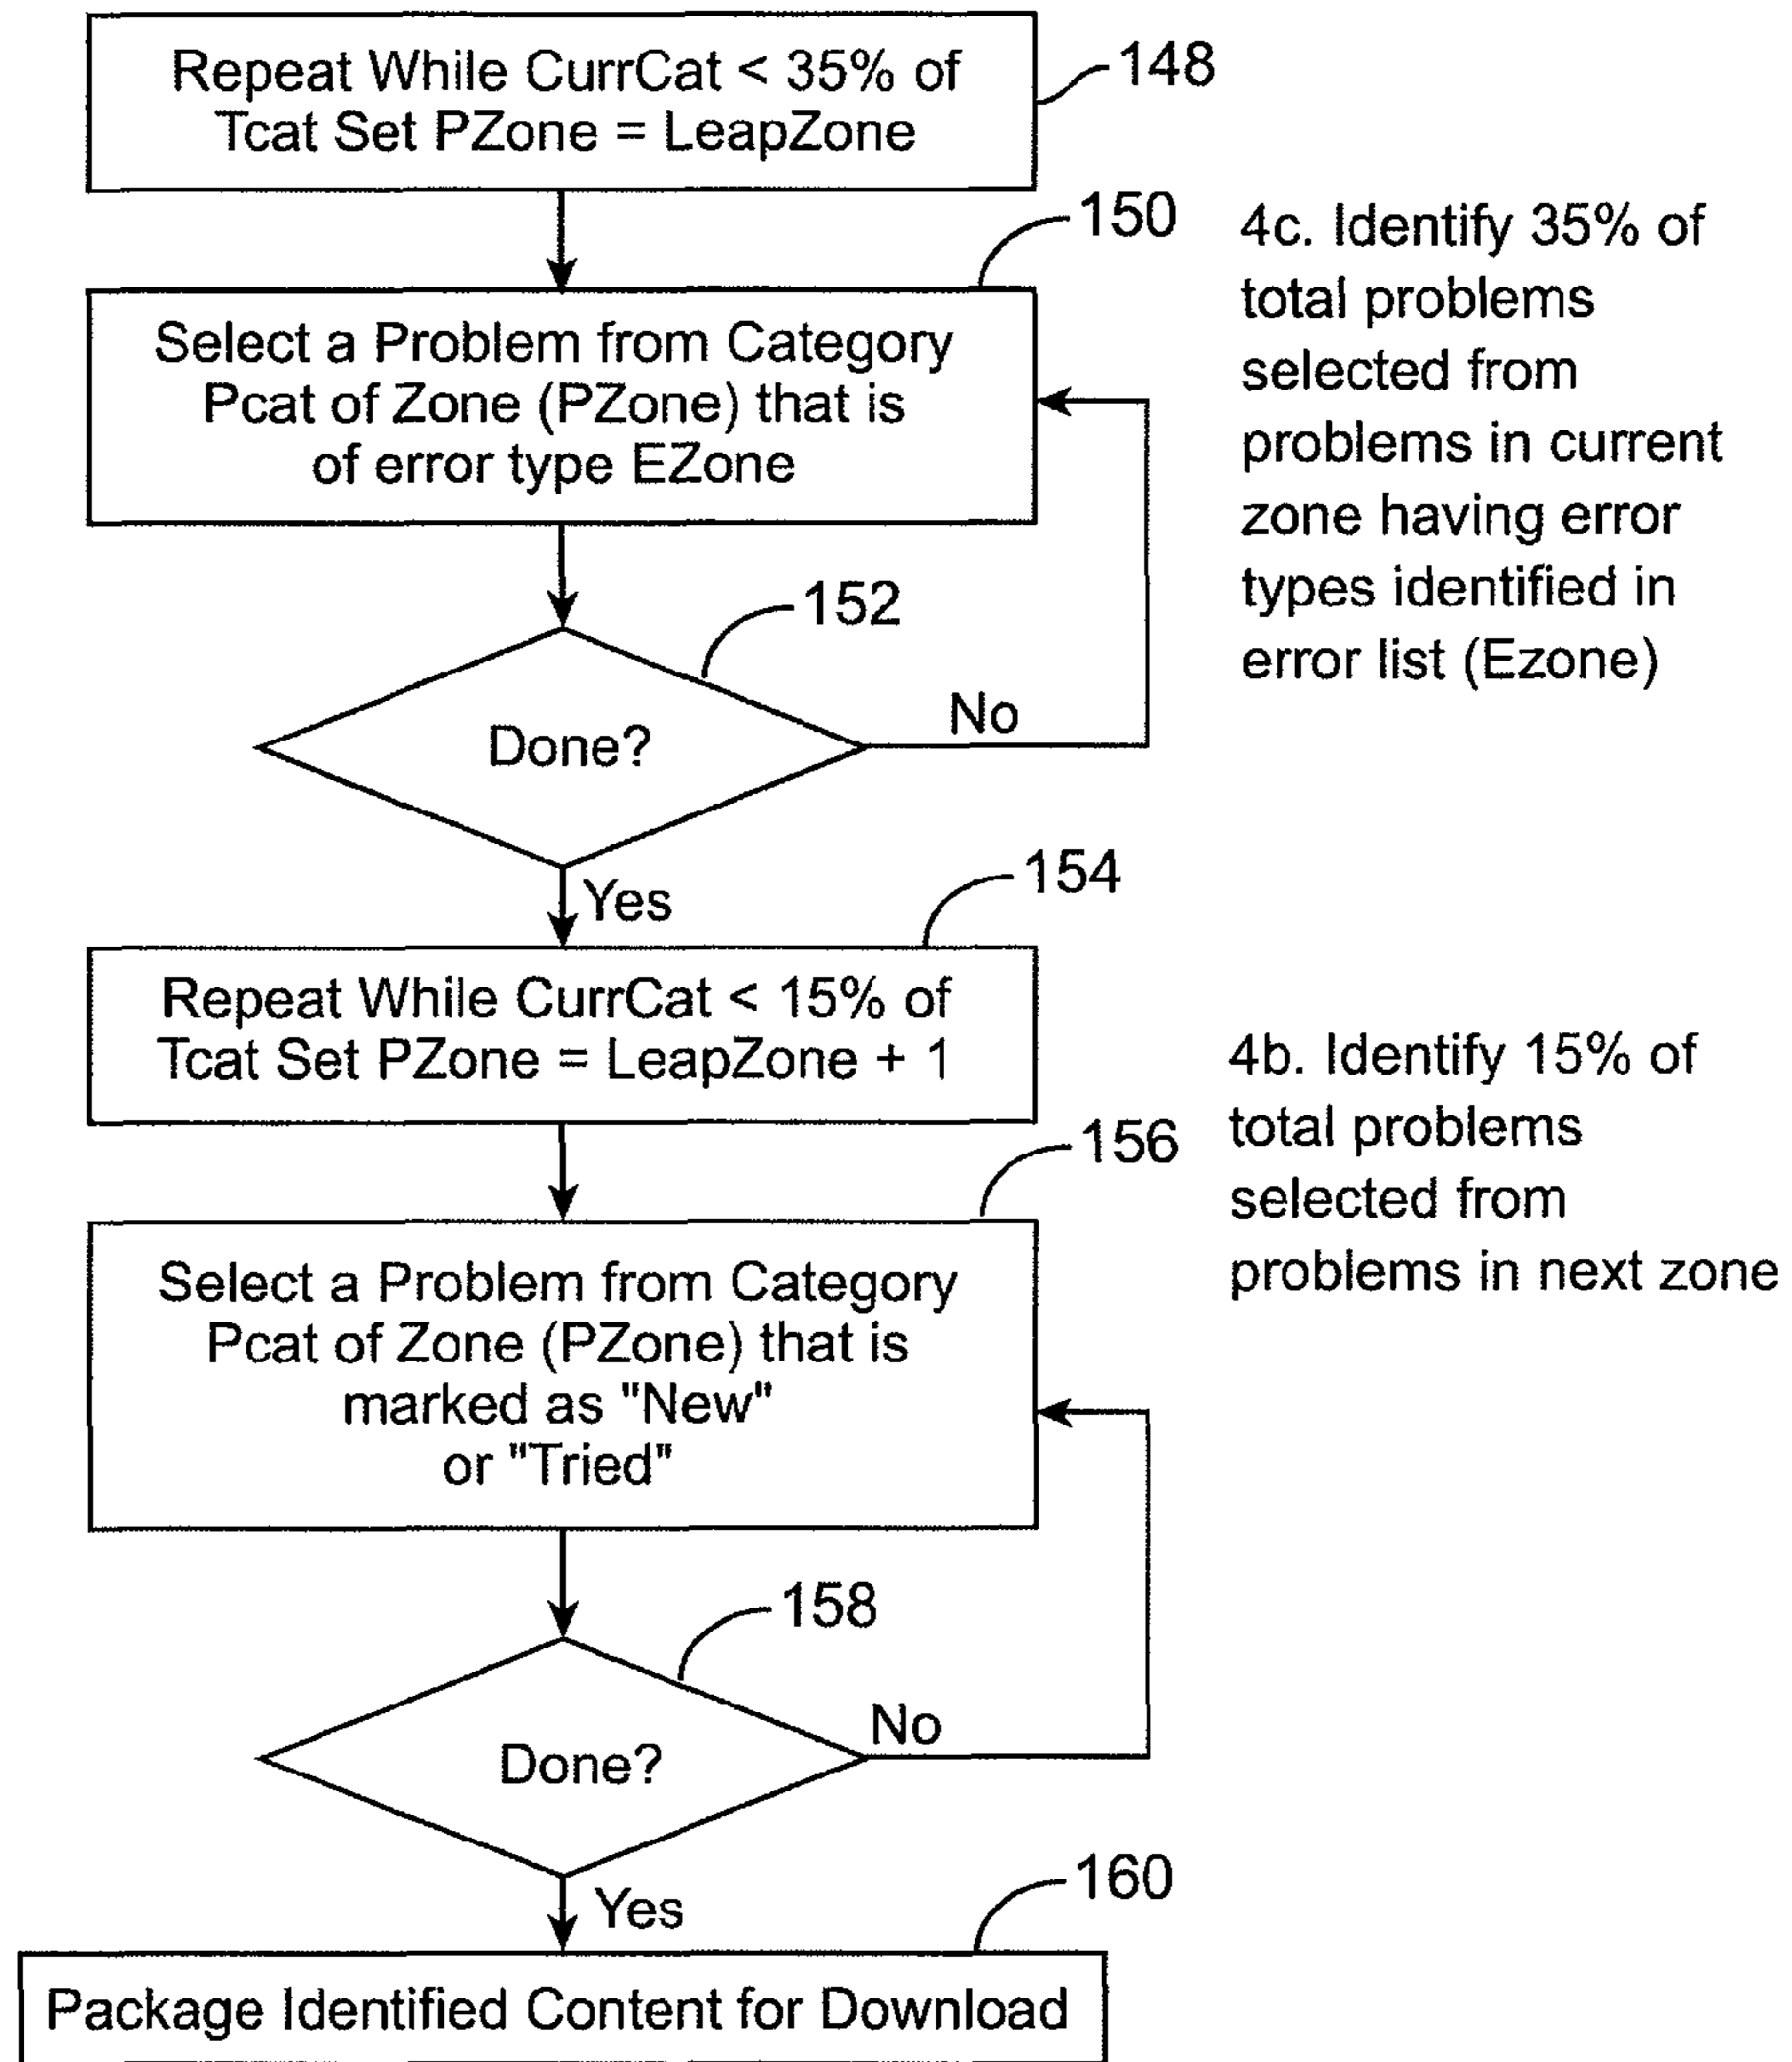 Repeat While CurrCat < 35% of
Tcat Set PZone = LeapZone
148
150
Select a Problem from Category
Pcat of Zone (PZone) that is
of error type EZone
4c. Identify 35% of
total problems
selected from
problems in current
zone having error
types identified in
error list (Ezone)
152
Done?
No
Yes
154
Repeat While CurrCat < 15% of
Tcat Set PZone = LeapZone + 1
4b. Identify 15% of
total problems
selected from
problems in next zone
156
Select a Problem from Category
Pcat of Zone (PZone) that is
marked as "New"
or "Tried"
158
Done?
No
Yes
160
Package Identified Content for Download